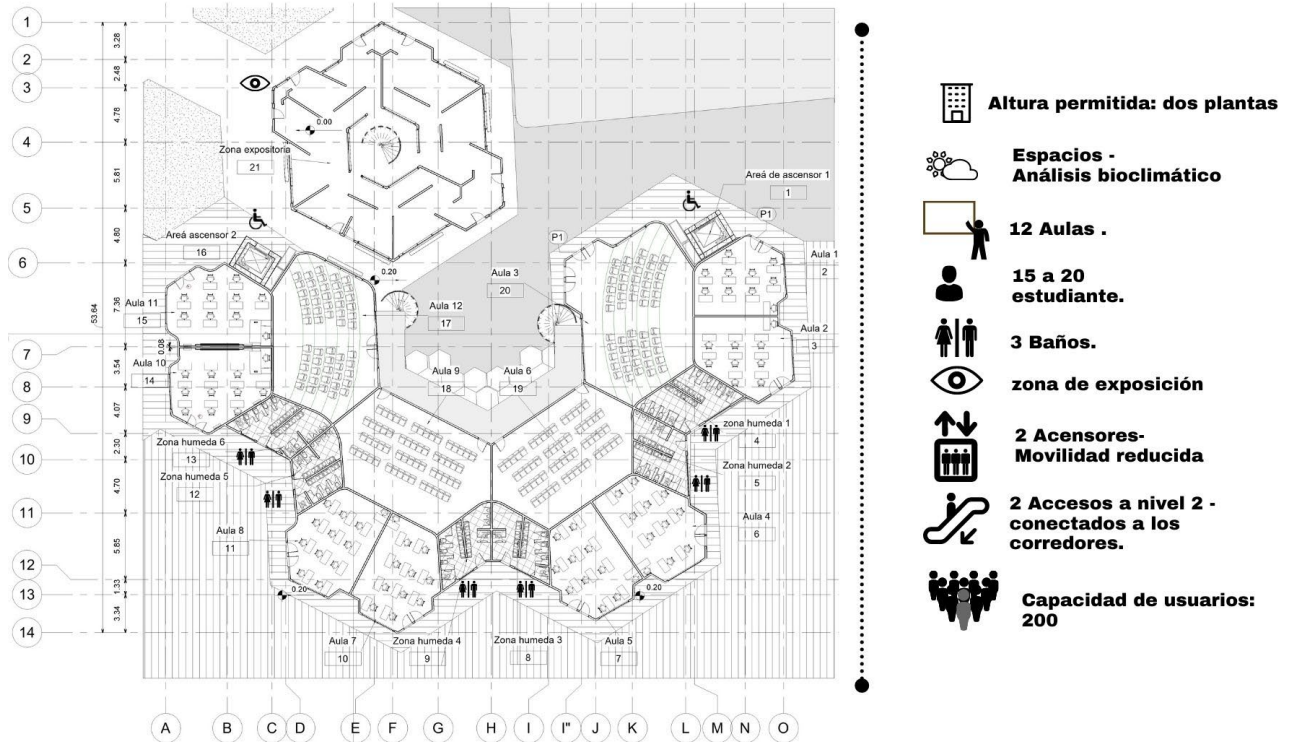 1
2
3
4
5
6
7
8
9
10
11
12
13
14
3.28
2.48
4.78
5.81
4.80
7.36
3.54
4.07
2.30
4.70
5.85
1.33
3.34
53.64
0.00
Zona expositoria
21
Areá de ascensor 1
1
P1
P1
Areá ascensor 2
16
0.20
Aula 3
20
Aula 1
2
Aula 11
15
Aula 12
17
Aula 2
3
0.08
Aula 10
14
Aula 9
18
Aula 6
19
zona humeda 1
4
Zona humeda 6
13
Zona humeda 2
5
Zona humeda 5
12
Aula 8
11
Aula 4
6
0.20
0.20
Aula 7
10
Zona humeda 4
9
Zona humeda 3
8
Aula 5
7
A
B
C
D
E
F
G
H
I
I"
J
K
L
M
N
O
Altura permitida: dos plantas
Espacios -
Análisis bioclimático
12 Aulas .
15 a 20
estudiante.
3 Baños.
zona de exposición
2 Acensores-
Movilidad reducida
2 Accesos a nivel 2 -
conectados a los
corredores.
Capacidad de usuarios:
200